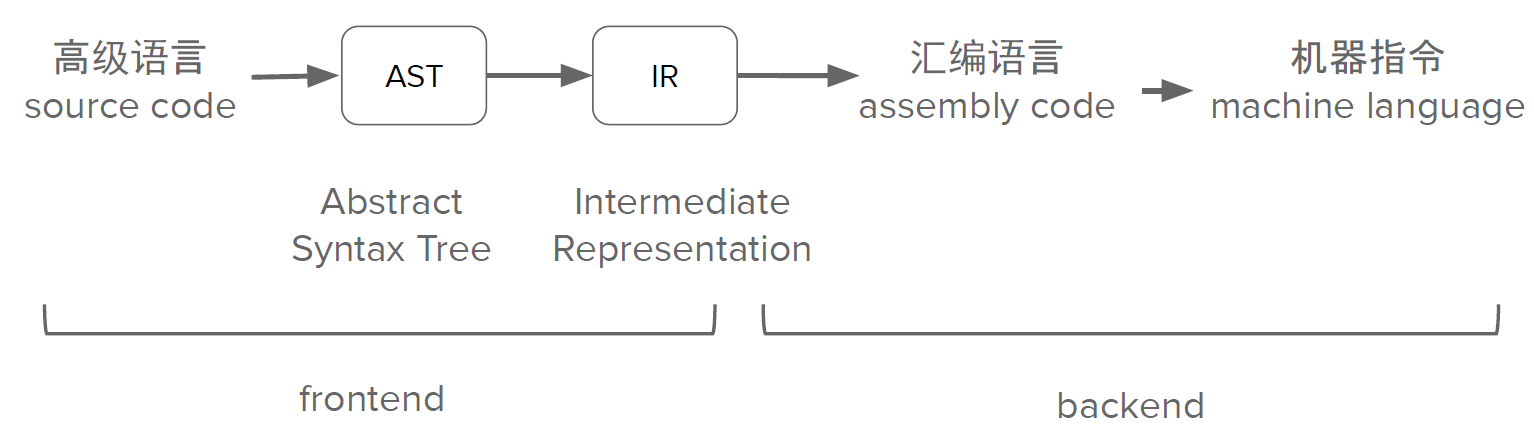 高级语言
source code
AST
IR
汇编语言
assembly code
机器指令
machine language
Abstract
Syntax Tree
Intermediate
Representation
frontend
backend